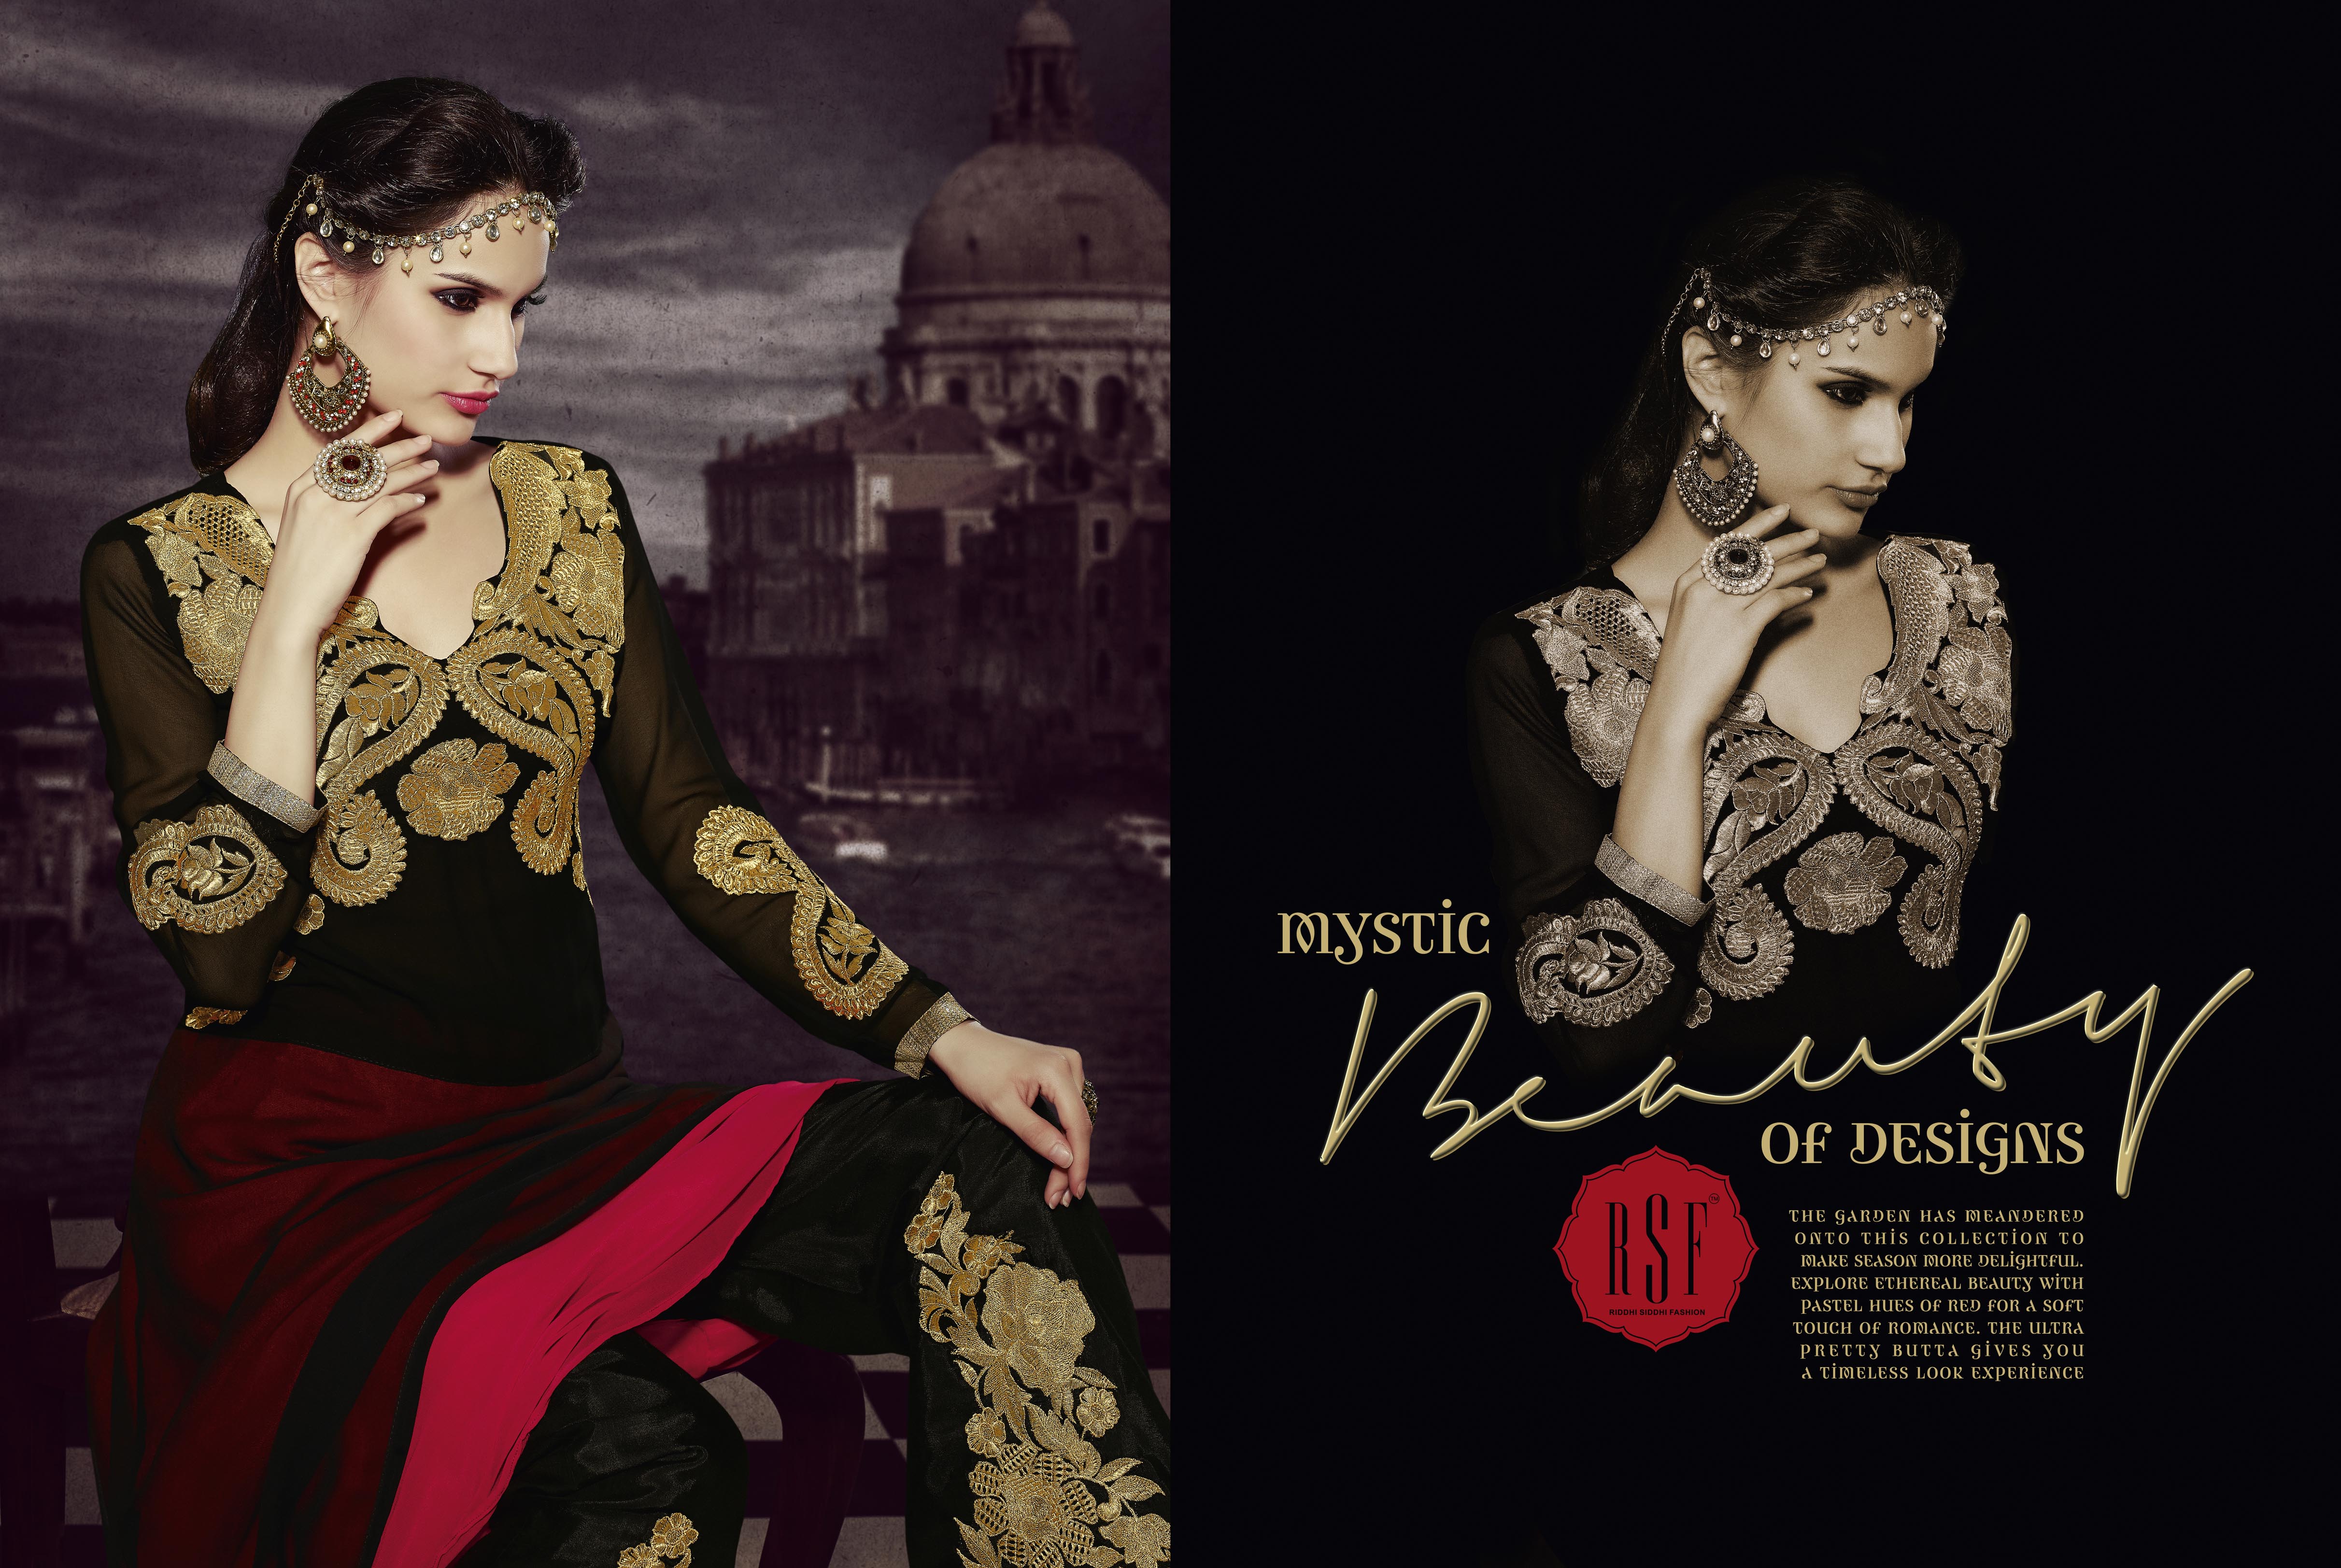 MYSTIC
Beauty
OF DESIGNS
RSF™
RIDDHI SIDDHI FASHION
THE GARDEN HAS MEANDERED
ONTO THIS COLLECTION TO
MAKE SEASON MORE DELIGHTFUL.
EXPLORE ETHEREAL BEAUTY WITH
PASTEL HUES OF RED FOR A SOFT
TOUCH OF ROMANCE. THE ULTRA
PRETTY BUTTA GIVES YOU
A TIMELESS LOOK EXPERIENCE